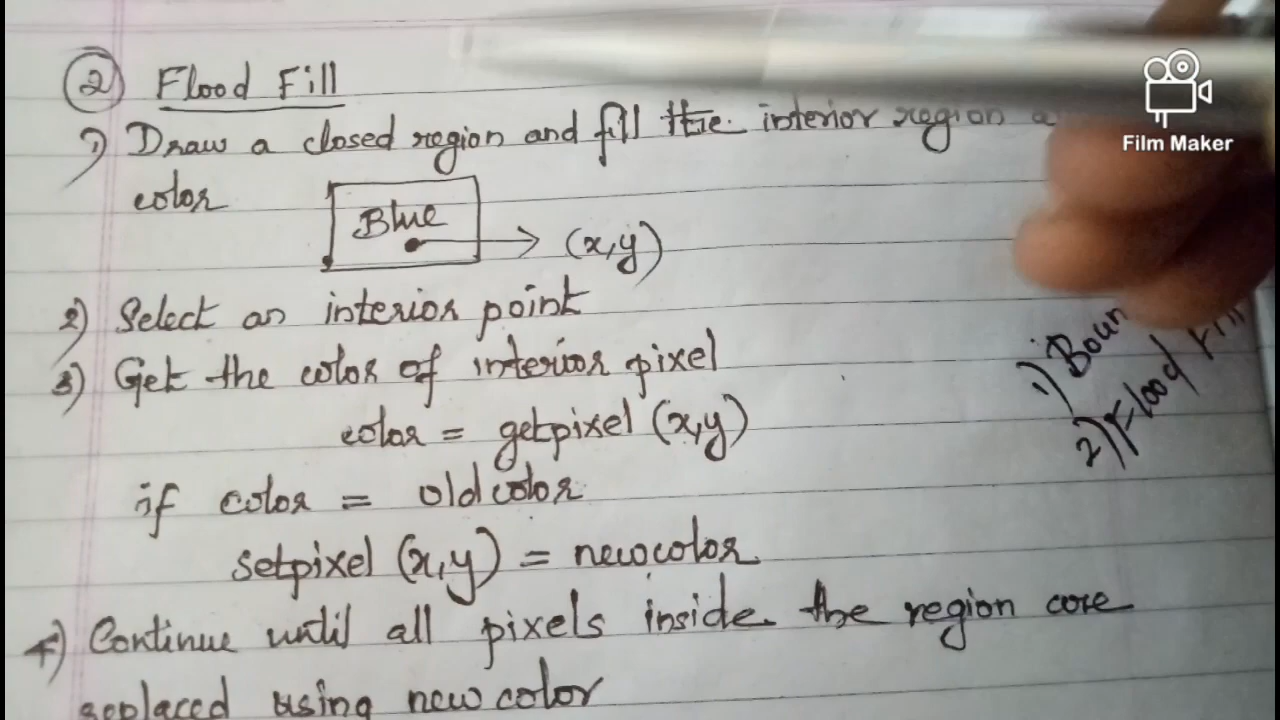 ② Flood Fill
1) Draw a closed region and fill the interior region
color
Blue
(x,y)
2) Select an interior point
3) Get the color of interior pixel
color = getpixel (x,y)
if color = old color
setpixel (x,y) = newcolor
4) Continue until all pixels inside the region are
replaced using new color
1)
2) Flood Fill
Film Maker